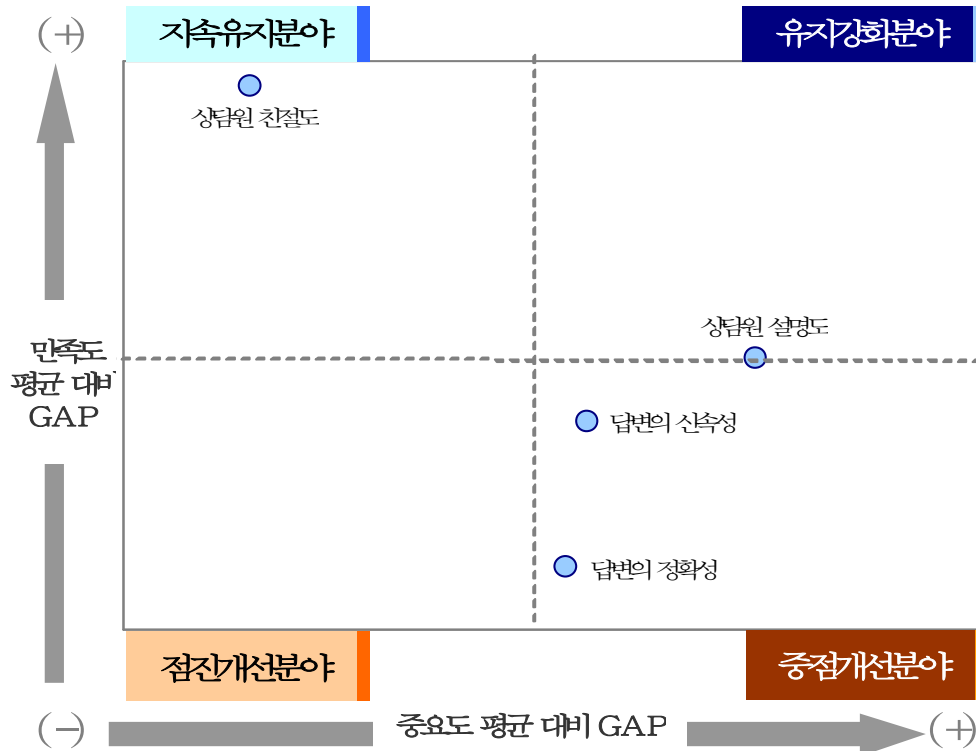 (+)
지속유지분야
유지강화분야
상담원 친절도
상담원 설명도
만족도
평균 대비
GAP
답변의 신속성
답변의 정확성
점진개선분야
중점개선분야
(-)
중요도 평균 대비 GAP
(+)